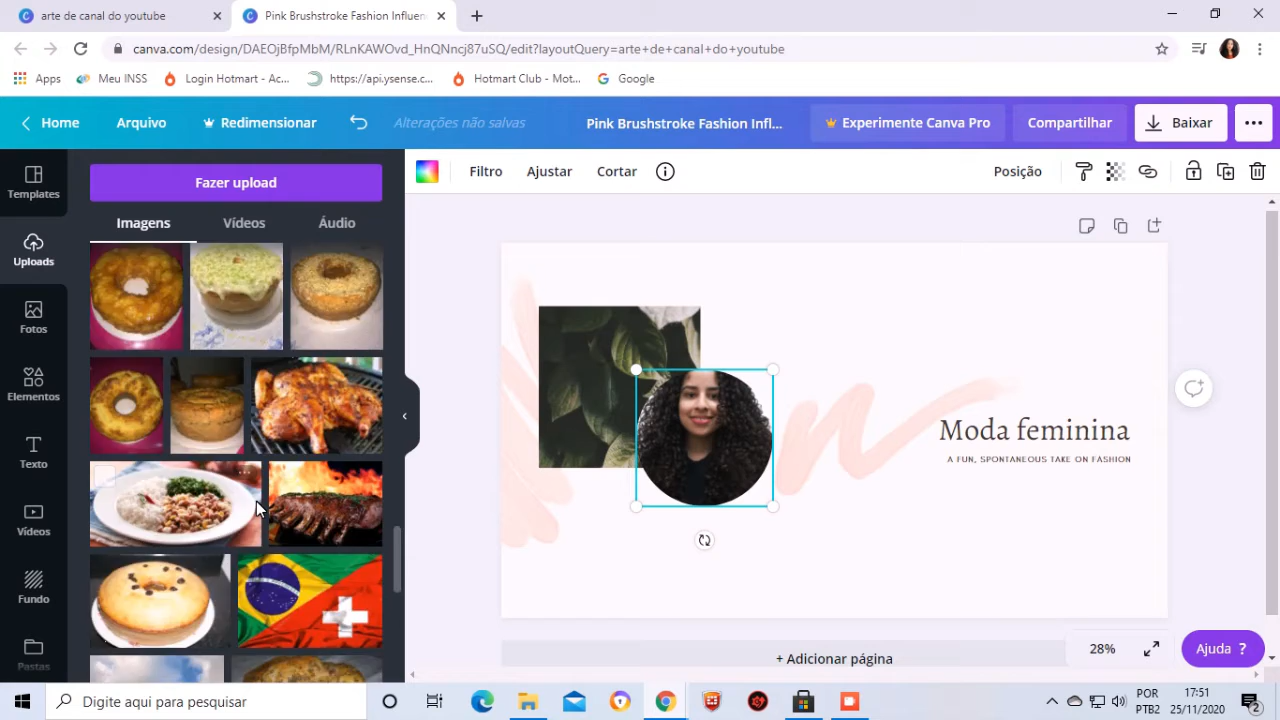 arte de canal do youtube
Pink Brushstroke Fashion Influen
canva.com/design/DAEOjBfpMbM/RLnKAWOvd_HnQNncj87uSQ/edit?layoutQuery=arte+de+canal+do+youtube
Apps
Meu INSS
Login Hotmart - Ac...
https://api.ysense.c...
Hotmart Club - Mot...
Google
Home
Arquivo
Redimensionar
Alterações não salvas
Pink Brushstroke Fashion Infl...
Experimente Canva Pro
Compartilhar
Baixar
Templates
Uploads
Fotos
Elementos
Texto
Vídeos
Fundo
Pastas
Fazer upload
Imagens
Vídeos
Áudio
Filtro
Ajustar
Cortar
Posição
Moda feminina
A FUN, SPONTANEOUS TAKE ON FASHION
+ Adicionar página
28%
Ajuda ?
Digite aqui para pesquisar
POR
PTB2
17:51
25/11/2020
2